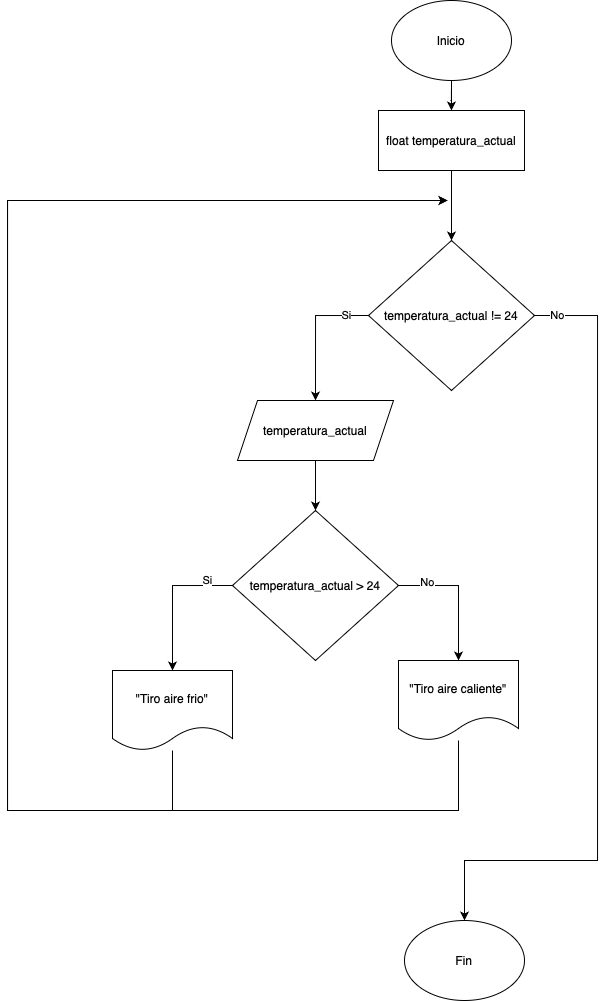 Inicio
float temperatura_actual
temperatura_actual != 24
Si
No
temperatura_actual
temperatura_actual > 24
Si
No
"Tiro aire frio"
"Tiro aire caliente"
Fin